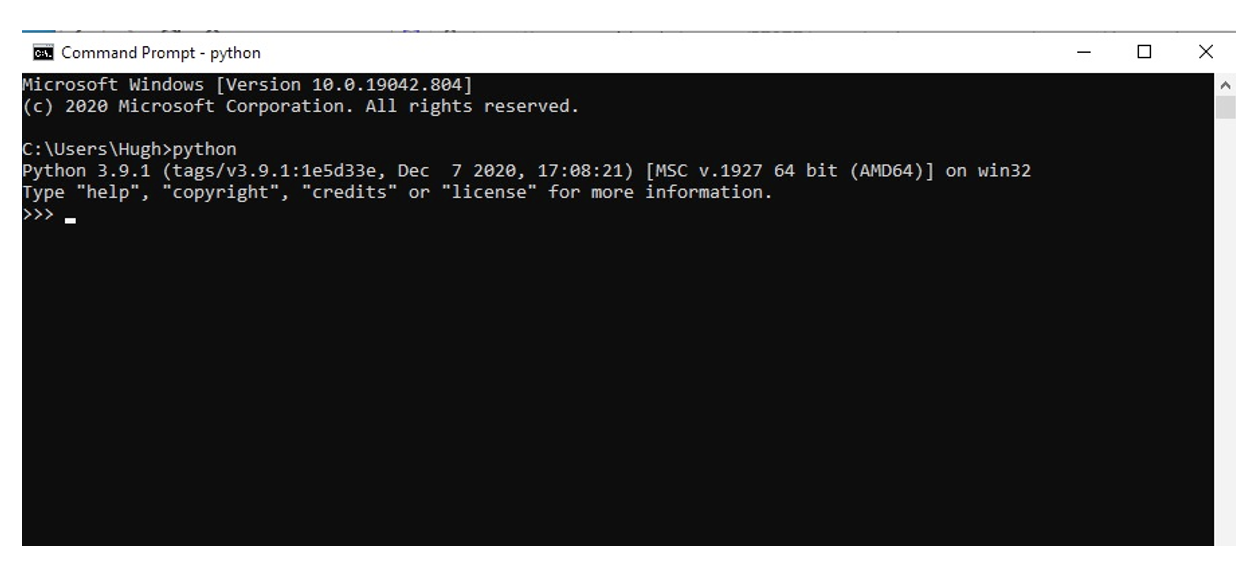 Command Prompt - python
Microsoft Windows [Version 10.0.19042.804]
(c) 2020 Microsoft Corporation. All rights reserved.
C:\Users\Hugh>python
Python 3.9.1 (tags/v3.9.1:1e5d33e, Dec  7 2020, 17:08:21) [MSC v.1927 64 bit (AMD64)] on win32
Type "help", "copyright", "credits" or "license" for more information.
>>>